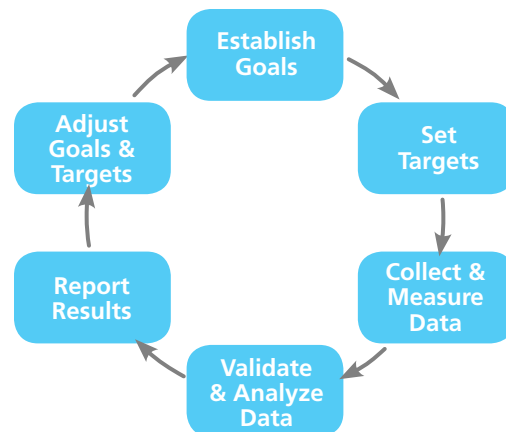 Establish
Goals
Set
Targets
Collect &
Measure
Data
Validate
& Analyze
Data
Report
Results
Adjust
Goals &
Targets